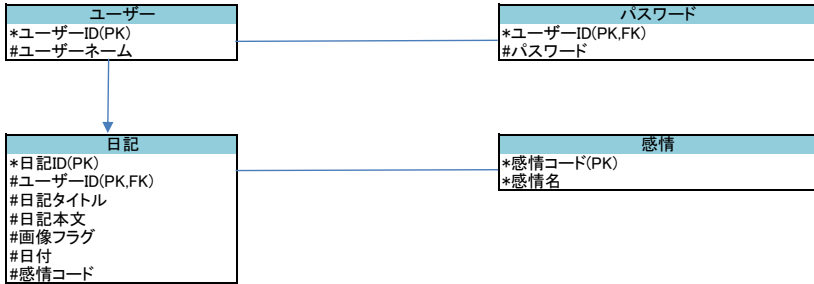 ユーザー
*ユーザーID(PK)
#ユーザーネーム
パスワード
*ユーザーID(PK,FK)
#パスワード
日記
*日記ID(PK)
#ユーザーID(PK,FK)
#日記タイトル
#日記本文
#画像フラグ
#日付
#感情コード
感情
*感情コード(PK)
*感情名